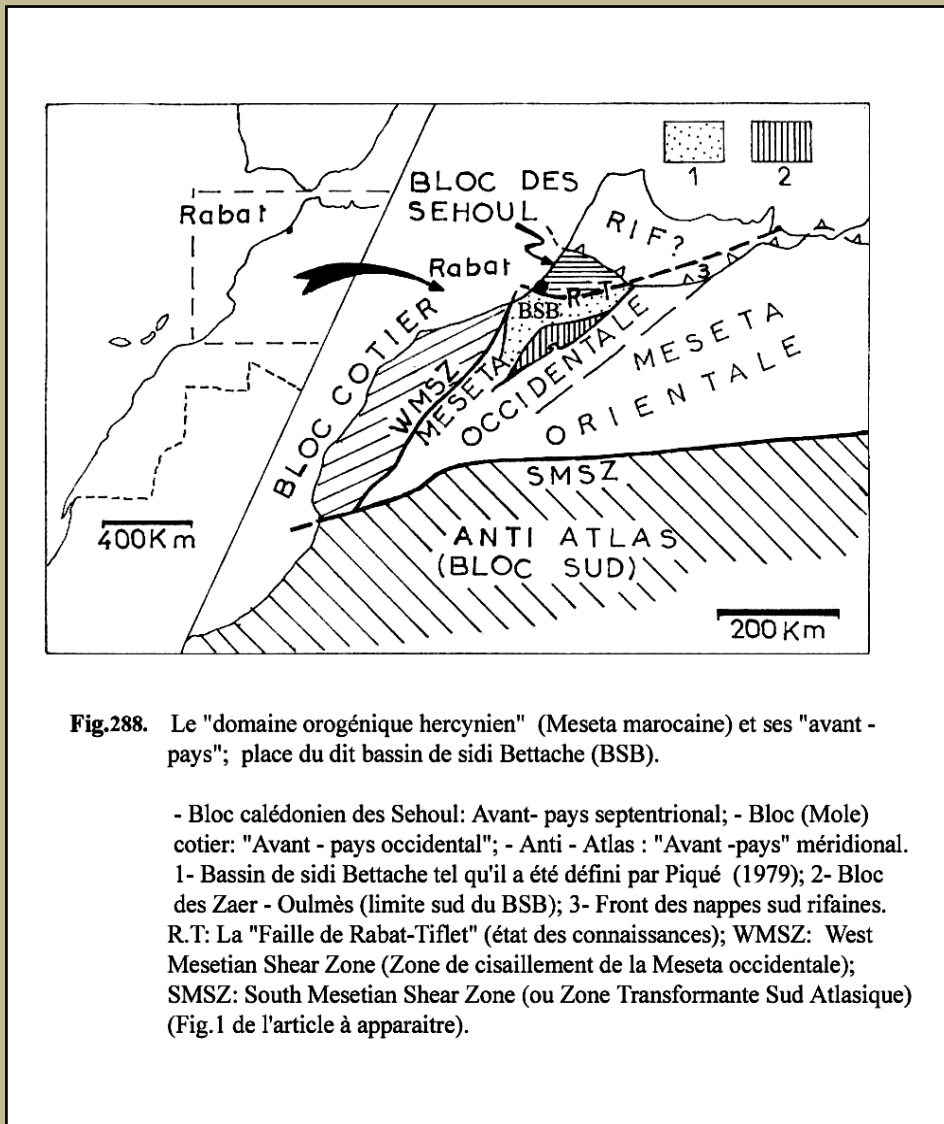 Rabat
400Km
BLOC DES
SEHOUL
1 2
RIF?
Rabat
3
R-T
BSB
BLOC COTIER
WMSZ
MESETA
OCCIDENTALE
MESETA
ORIENTALE
SMSZ
ANTI ATLAS
(BLOC SUD)
200 Km
Fig.288. Le "domaine orogénique hercynien" (Meseta marocaine) et ses "avant -
pays"; place du dit bassin de sidi Bettache (BSB).
- Bloc calédonien des Sehoul: Avant- pays septentrional; - Bloc (Mole)
cotier: "Avant - pays occidental"; - Anti - Atlas : "Avant -pays" méridional.
1- Bassin de sidi Bettache tel qu'il a été défini par Piqué (1979); 2- Bloc
des Zaer - Oulmès (limite sud du BSB); 3- Front des nappes sud rifaines.
R.T: La "Faille de Rabat-Tiflet" (état des connaissances); WMSZ: West
Mesetian Shear Zone (Zone de cisaillement de la Meseta occidentale);
SMSZ: South Mesetian Shear Zone (ou Zone Transformante Sud Atlasique)
(Fig.1 de l'article à apparaitre).